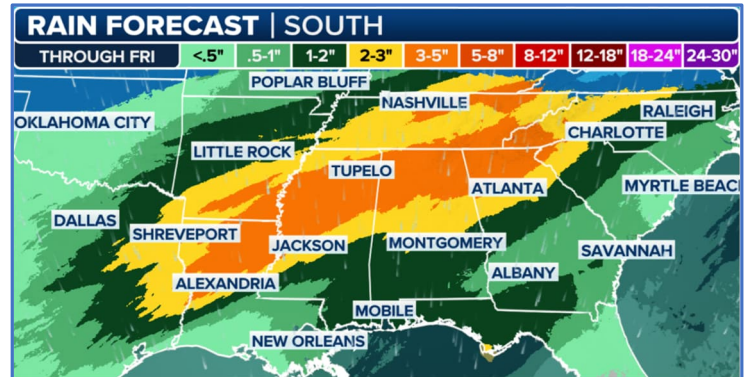 RAIN FORECAST | SOUTH
THROUGH FRI <.5" .5-1" 1-2" 2-3" 3-5" 5-8" 8-12" 12-18" 18-24" 24-30"
POPLAR BLUFF
NASHVILLE
RALEIGH
OKLAHOMA CITY
CHARLOTTE
LITTLE ROCK
TUPELO
ATLANTA
MYRTLE BEAC
DALLAS
SHREVEPORT
JACKSON
MONTGOMERY
SAVANNAH
ALBANY
ALEXANDRIA
MOBILE
NEW ORLEANS